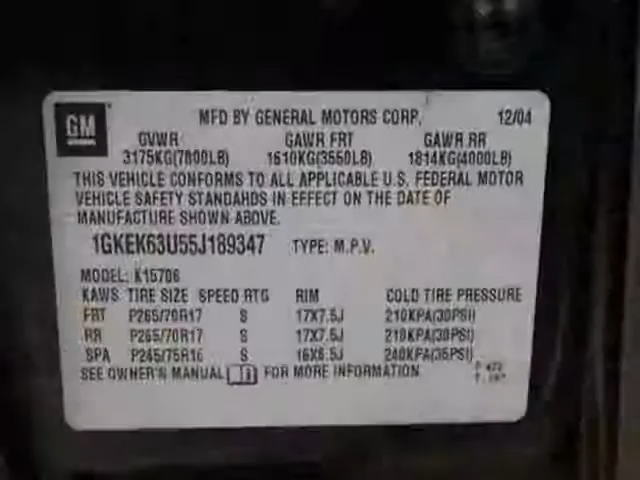 GM
MFD BY GENERAL MOTORS CORP. 12/04
GVWR GAWR FRT GAWR RR
3175KG(7000LB) 1610KG(3550LB) 1814KG(4000LB)
THIS VEHICLE CONFORMS TO ALL APPLICABLE U.S. FEDERAL MOTOR
VEHICLE SAFETY STANDARDS IN EFFECT ON THE DATE OF
MANUFACTURE SHOWN ABOVE.
1GKEK63U55J189347 TYPE: M.P.V.
MODEL: K15706
KAWS TIRE SIZE SPEED RTG RIM COLD TIRE PRESSURE
FRT P265/70R17 S 17X7.5J 210KPA(30PSI)
RR P265/70R17 S 17X7.5J 210KPA(30PSI)
SPA P245/75R16 S 16X6.5J 240KPA(35PSI)
SEE OWNER'S MANUAL FOR MORE INFORMATION